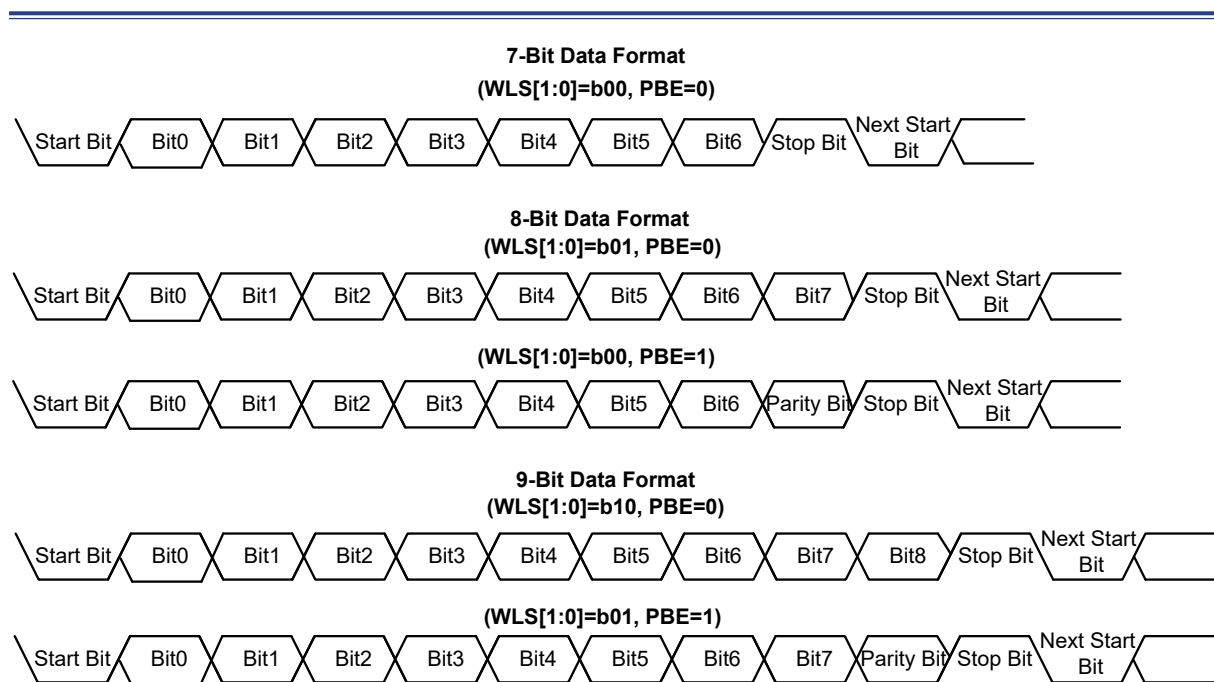 7-Bit Data Format
(WLS[1:0]=b00, PBE=0)
Start Bit Bit0 Bit1 Bit2 Bit3 Bit4 Bit5 Bit6 Stop Bit Next Start Bit
8-Bit Data Format
(WLS[1:0]=b01, PBE=0)
Start Bit Bit0 Bit1 Bit2 Bit3 Bit4 Bit5 Bit6 Bit7 Stop Bit Next Start Bit
(WLS[1:0]=b00, PBE=1)
Start Bit Bit0 Bit1 Bit2 Bit3 Bit4 Bit5 Bit6 Parity Bit Stop Bit Next Start Bit
9-Bit Data Format
(WLS[1:0]=b10, PBE=0)
Start Bit Bit0 Bit1 Bit2 Bit3 Bit4 Bit5 Bit6 Bit7 Bit8 Stop Bit Next Start Bit
(WLS[1:0]=b01, PBE=1)
Start Bit Bit0 Bit1 Bit2 Bit3 Bit4 Bit5 Bit6 Bit7 Parity Bit Stop Bit Next Start Bit